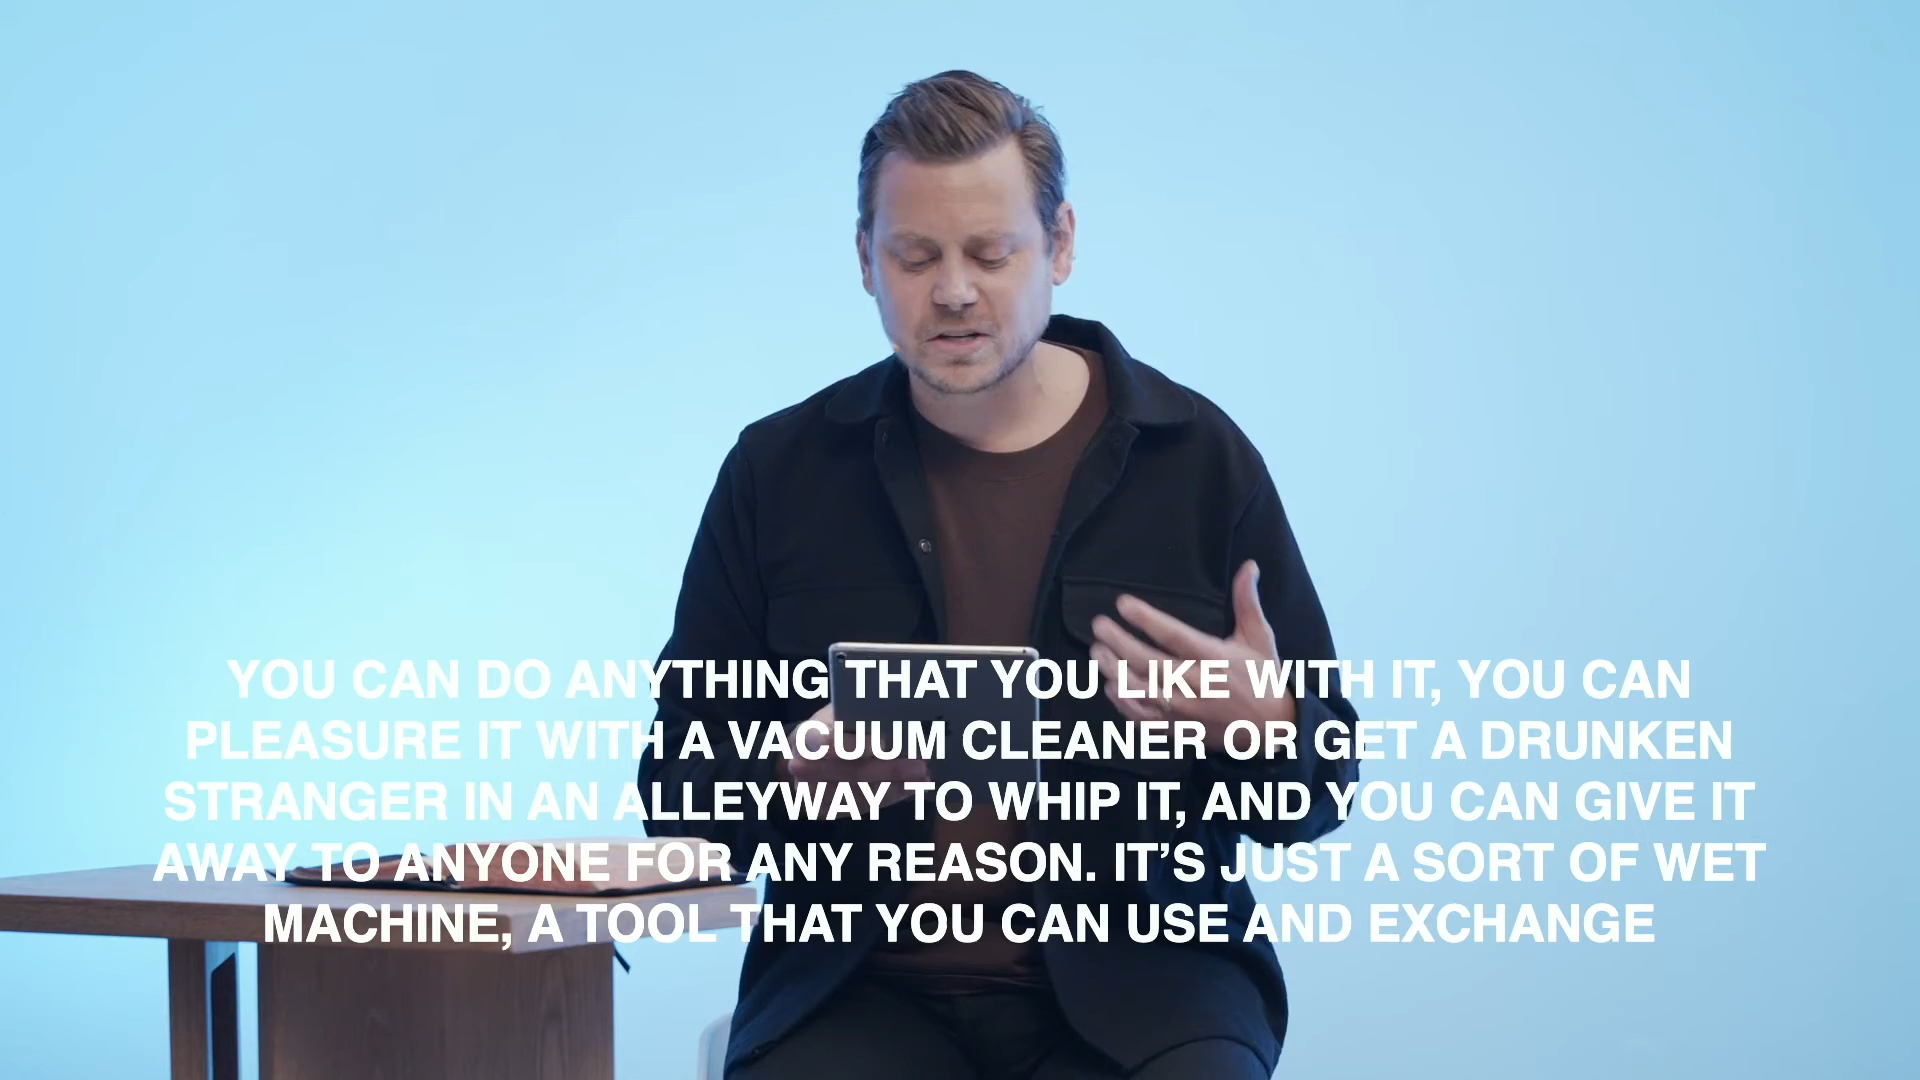 YOU CAN DO ANYTHING THAT YOU LIKE WITH IT, YOU CAN
PLEASURE IT WITH A VACUUM CLEANER OR GET A DRUNKEN
STRANGER IN AN ALLEYWAY TO WHIP IT, AND YOU CAN GIVE IT
AWAY TO ANYONE FOR ANY REASON. IT’S JUST A SORT OF WET
MACHINE, A TOOL THAT YOU CAN USE AND EXCHANGE